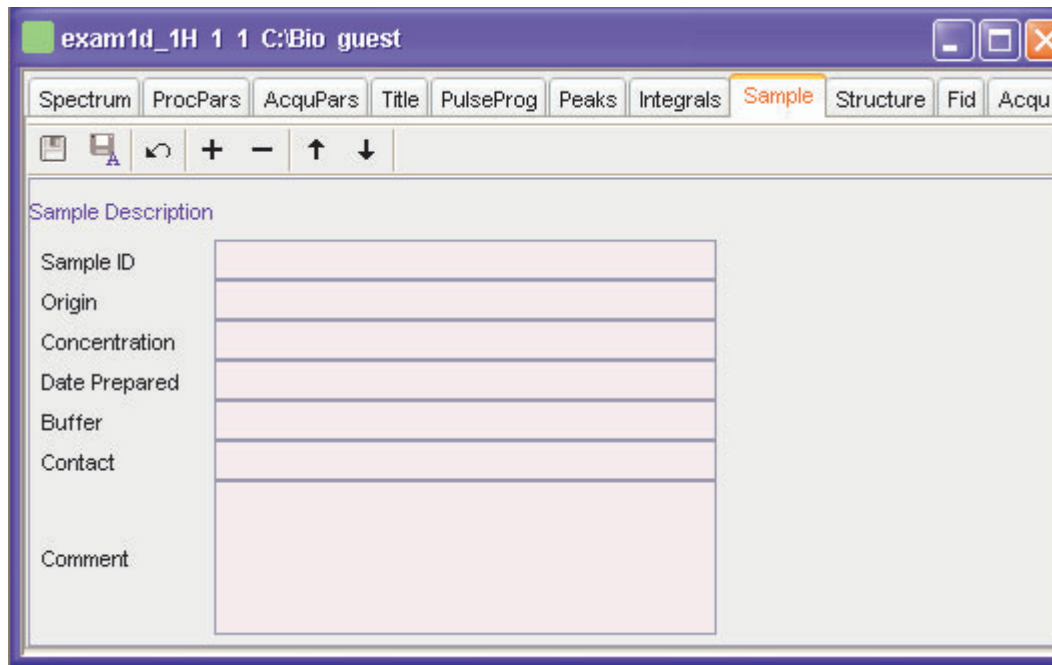 exam1d_1H 1 1 C:\Bio guest
Spectrum ProcPars AcquPars Title PulseProg Peaks Integrals Sample Structure Fid Acqu
A
Sample Description
Sample ID
Origin
Concentration
Date Prepared
Buffer
Contact
Comment